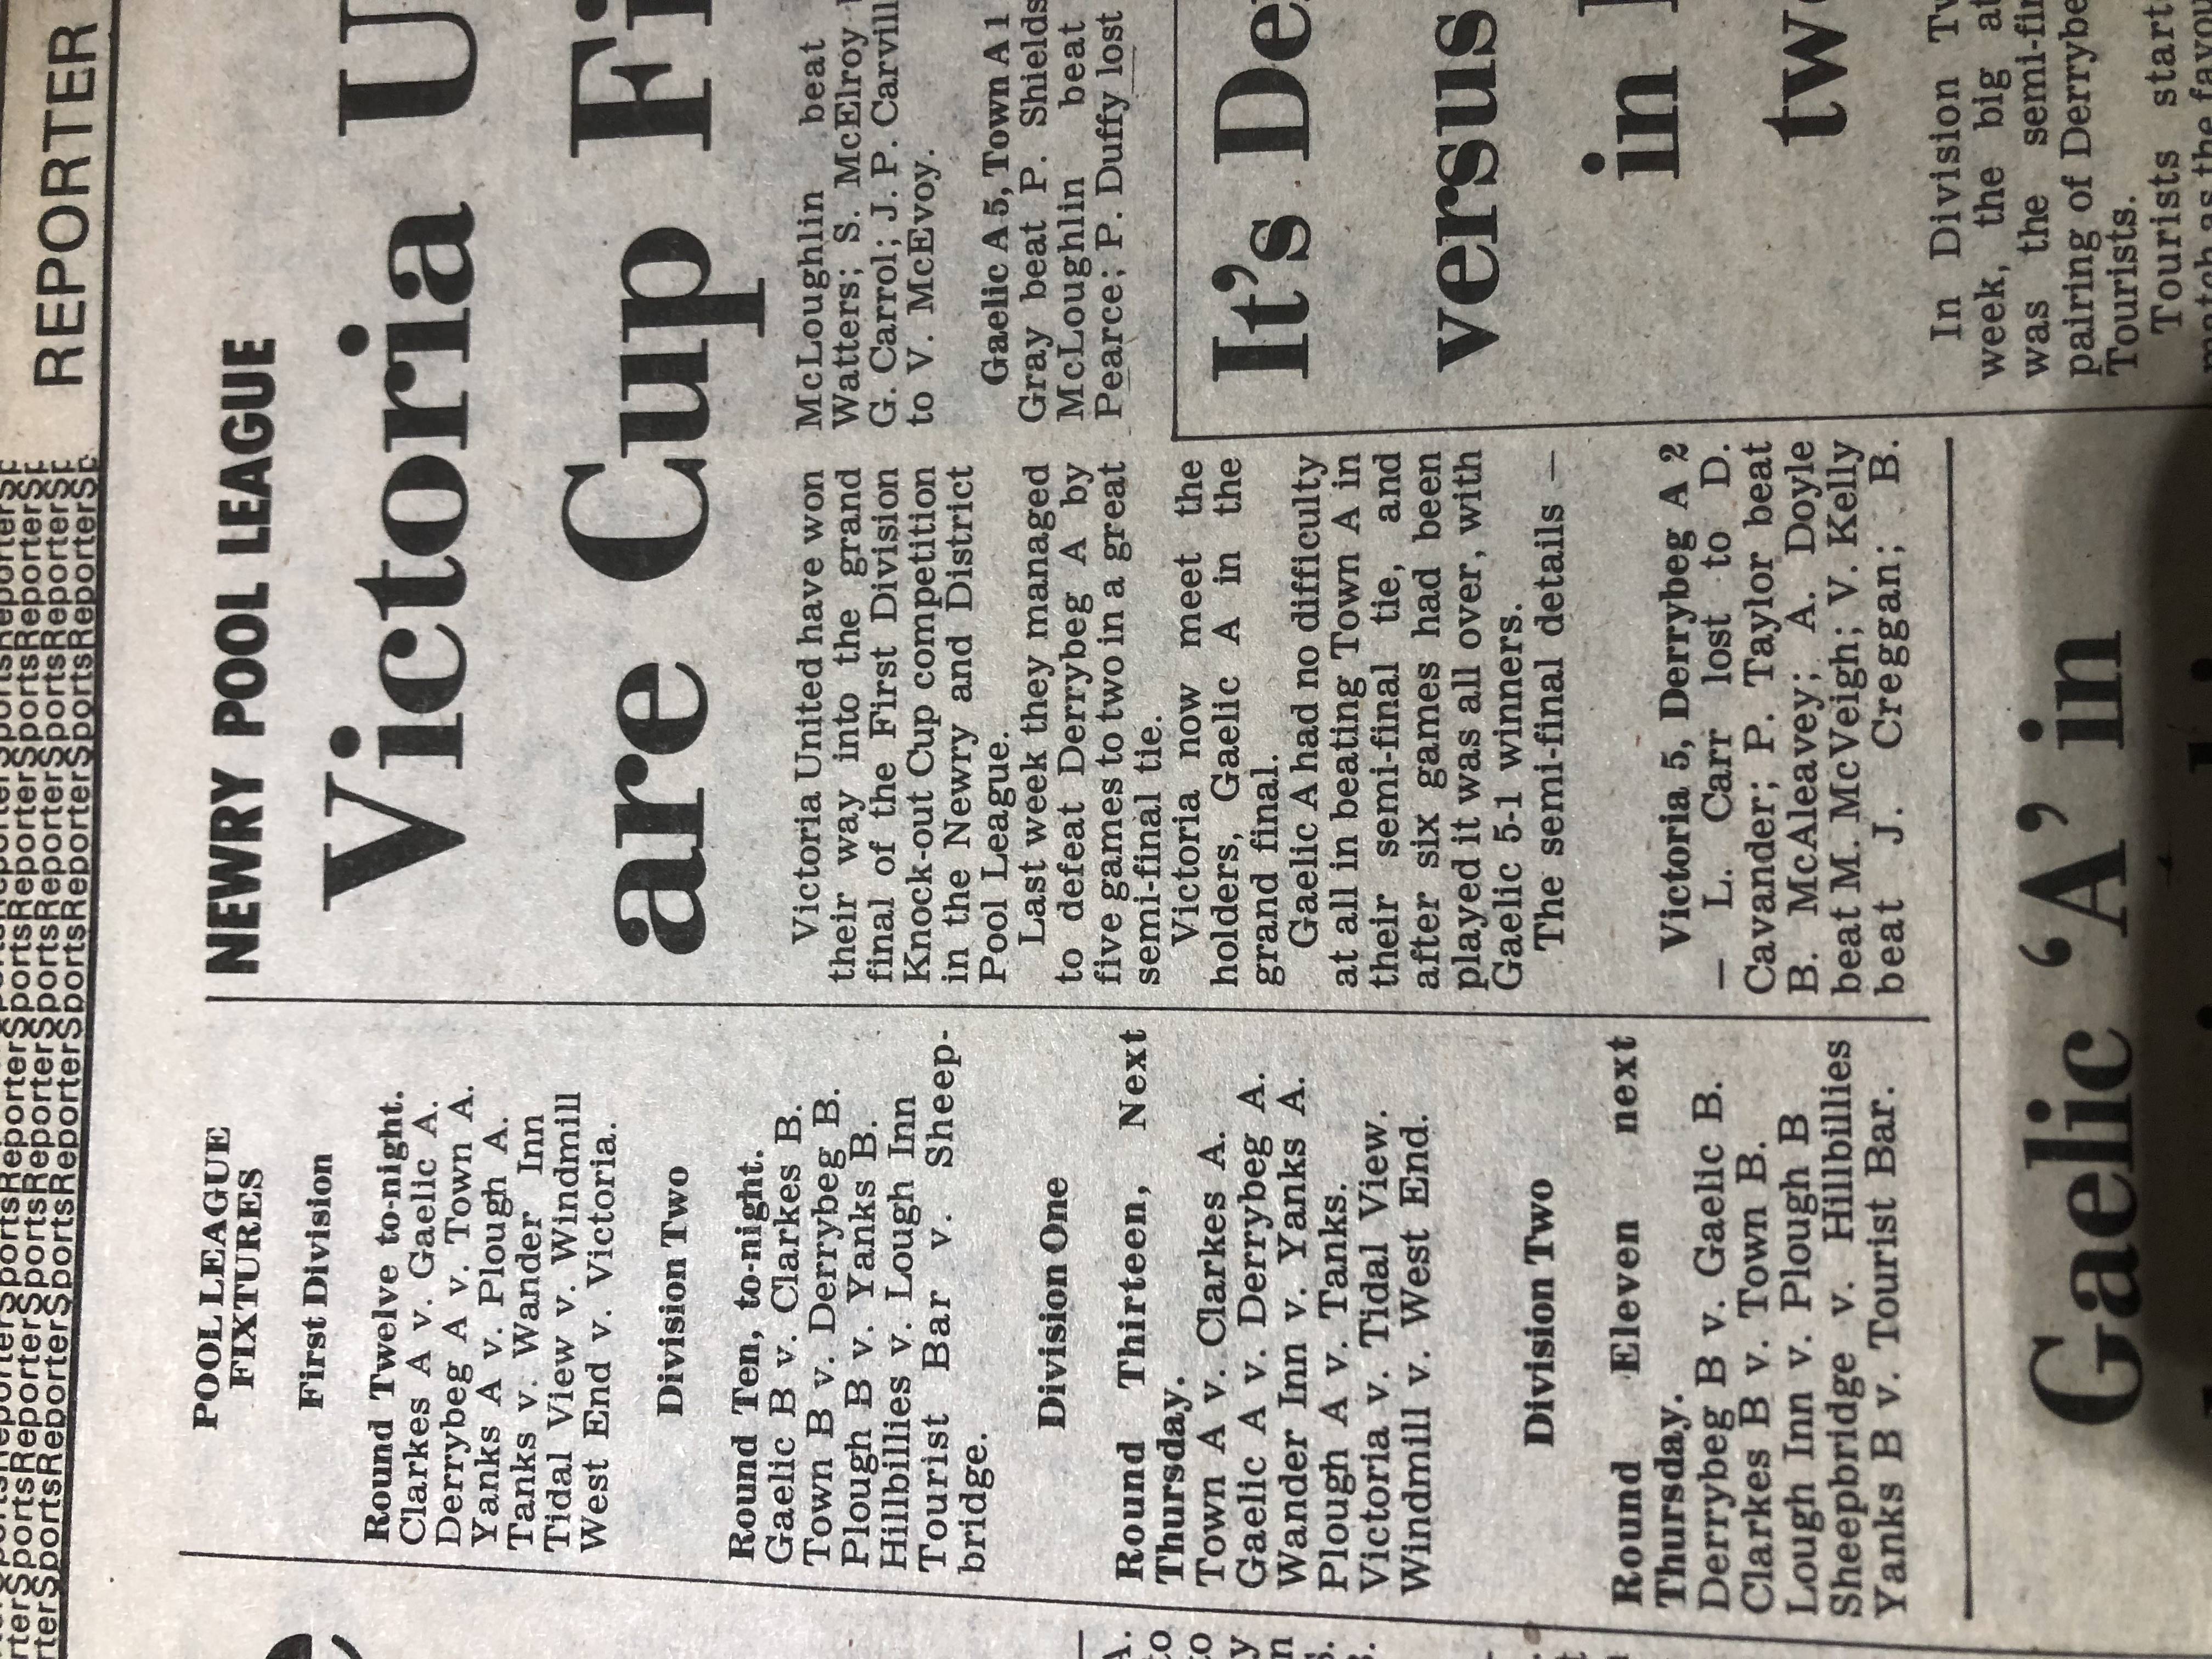 REPORTER
POOL LEAGUE
FIXTURES
First Division
Round Twelve to-night.
Clarkes A v. Gaelic A.
Derrybeg A v. Town A.
Yanks A v. Plough A.
Tanks v. Wander Inn
Tidal View v. Windmill
West End v. Victoria.
Division Two
Round Ten, to-night.
Gaelic B v. Clarkes B.
Town B v. Derrybeg B.
Plough B v. Yanks B.
Hillbillies v. Lough Inn
Tourist Bar v. Sheep-
bridge.
Division One
Round Thirteen, Next
Thursday.
Town A v. Clarkes A.
Gaelic A v. Derrybeg A.
Wander Inn v. Yanks A.
Plough A v. Tanks.
Victoria v. Tidal View.
Windmill v. West End.
Division Two
Round Eleven next
Thursday.
Derrybeg B v. Gaelic B.
Clarkes B v. Town B.
Lough Inn v. Plough B
Sheepbridge v. Hillbillies
Yanks B v. Tourist Bar.
NEWRY POOL LEAGUE
Victoria U
are Cup Fi
Victoria United have won
their way into the grand
final of the First Division
Knock-out Cup competition
in the Newry and District
Pool League.
Last week they managed
to defeat Derrybeg A by
five games to two in a great
semi-final tie.
Victoria now meet the
holders, Gaelic A in the
grand final.
Gaelic A had no difficulty
at all in beating Town A in
their semi-final tie, and
after six games had been
played it was all over, with
Gaelic 5-1 winners.
The semi-final details —
Victoria 5, Derrybeg A 2
— L. Carr lost to D.
Cavander; P. Taylor beat
B. McAleavey; A. Doyle
beat M. McVeigh; V. Kelly
beat J. Creggan; B.
McLoughlin beat
Watters; S. McElroy
G. Carrol; J. P. Carvill
to V. McEvoy.
Gaelic A 5, Town A 1
Gray beat P. Shields
McLoughlin beat
Pearce; P. Duffy lost
It's De
versus
in
tw
In Division Tw
week, the big at
was the semi-fin
pairing of Derrybe
Tourists.
Tourists start
match as the favou
Gaelic ‘A’ in